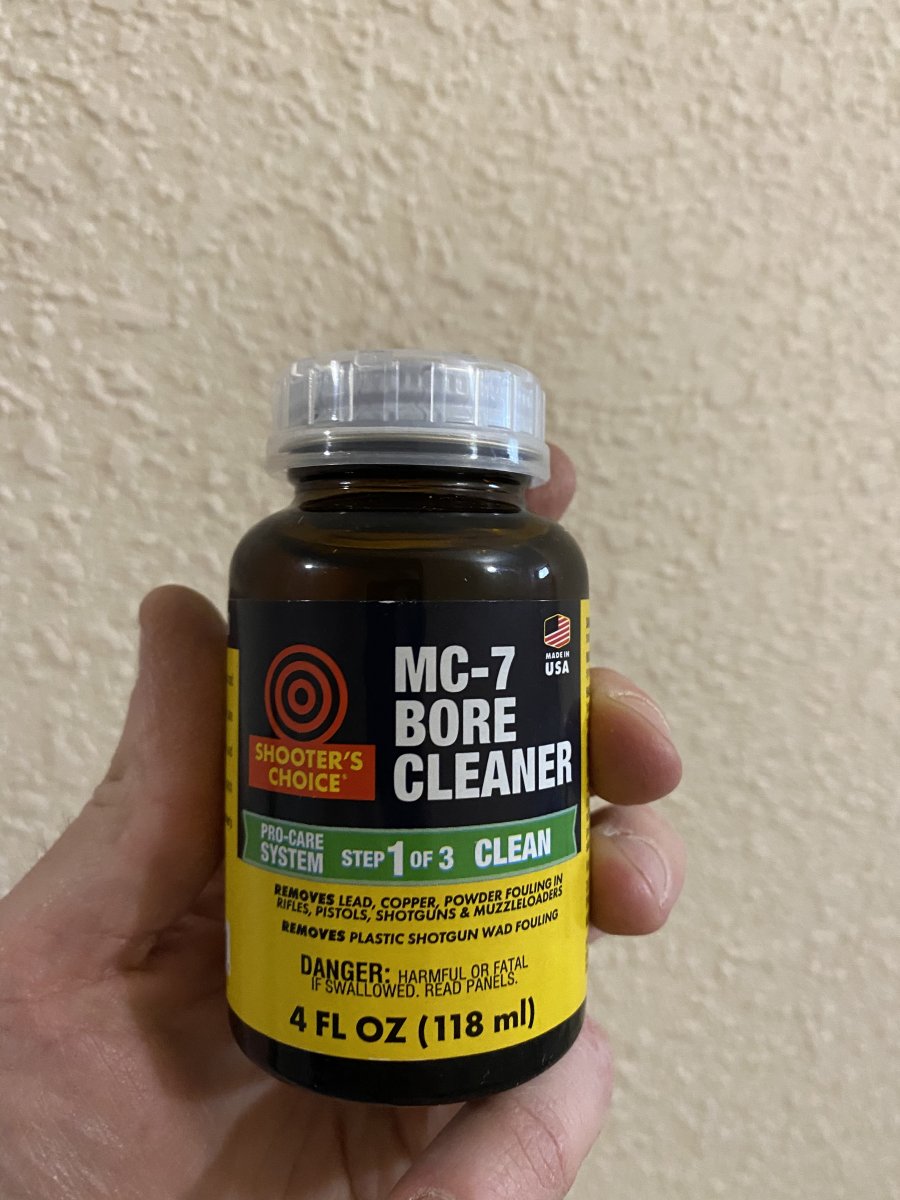 MADE IN
USA
MC-7
BORE
CLEANER
SHOOTER'S
CHOICE®
PRO-CARE
SYSTEM
STEP 1 OF 3 CLEAN
REMOVES LEAD, COPPER, POWDER FOULING IN
RIFLES, PISTOLS, SHOTGUNS & MUZZLELOADERS
REMOVES PLASTIC SHOTGUN WAD FOULING
DANGER: HARMFUL OR FATAL
IF SWALLOWED. READ PANELS.
4 FL OZ (118 ml)